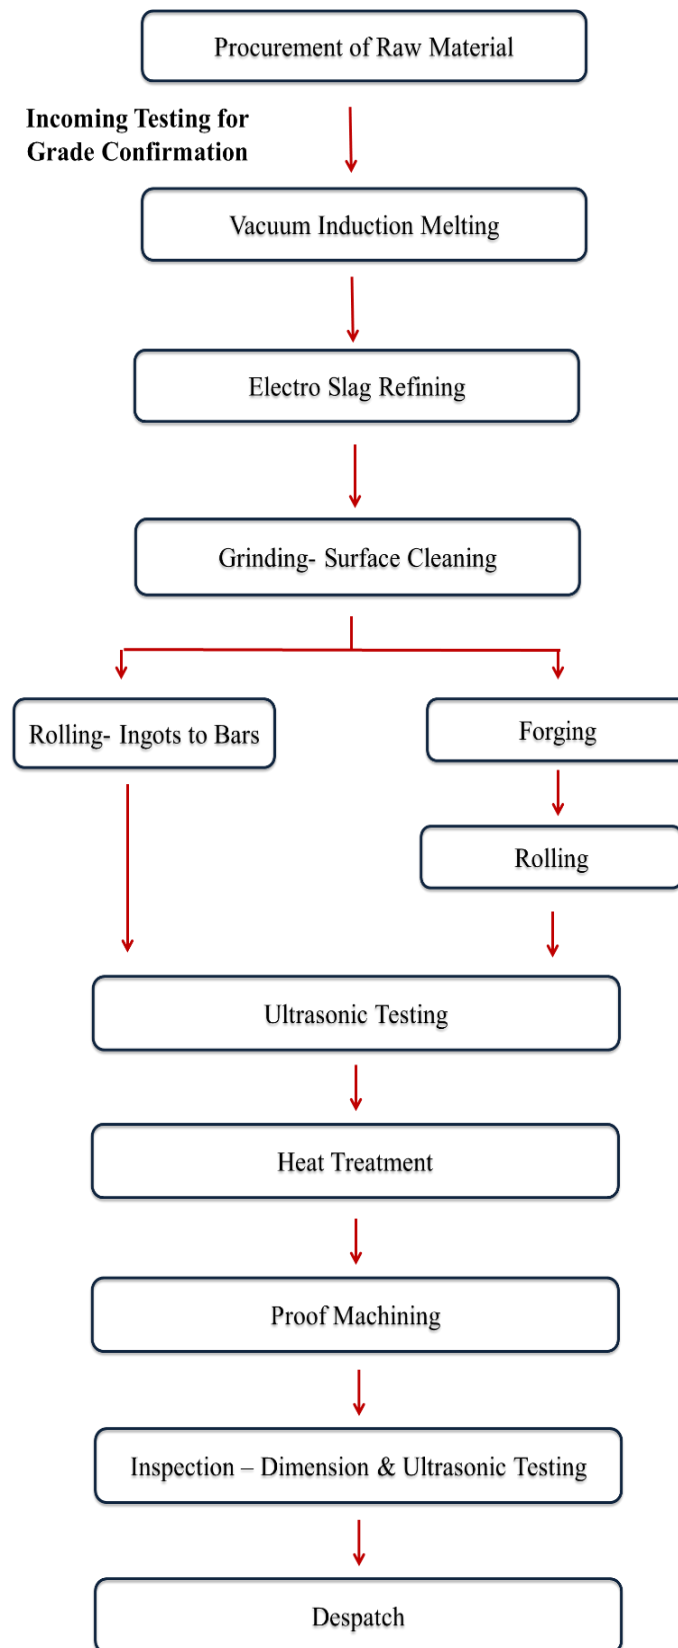 Procurement of Raw Material
Incoming Testing for
Grade Confirmation
Vacuum Induction Melting
Electro Slag Refining
Grinding- Surface Cleaning
Rolling- Ingots to Bars
Forging
Rolling
Ultrasonic Testing
Heat Treatment
Proof Machining
Inspection – Dimension & Ultrasonic Testing
Despatch